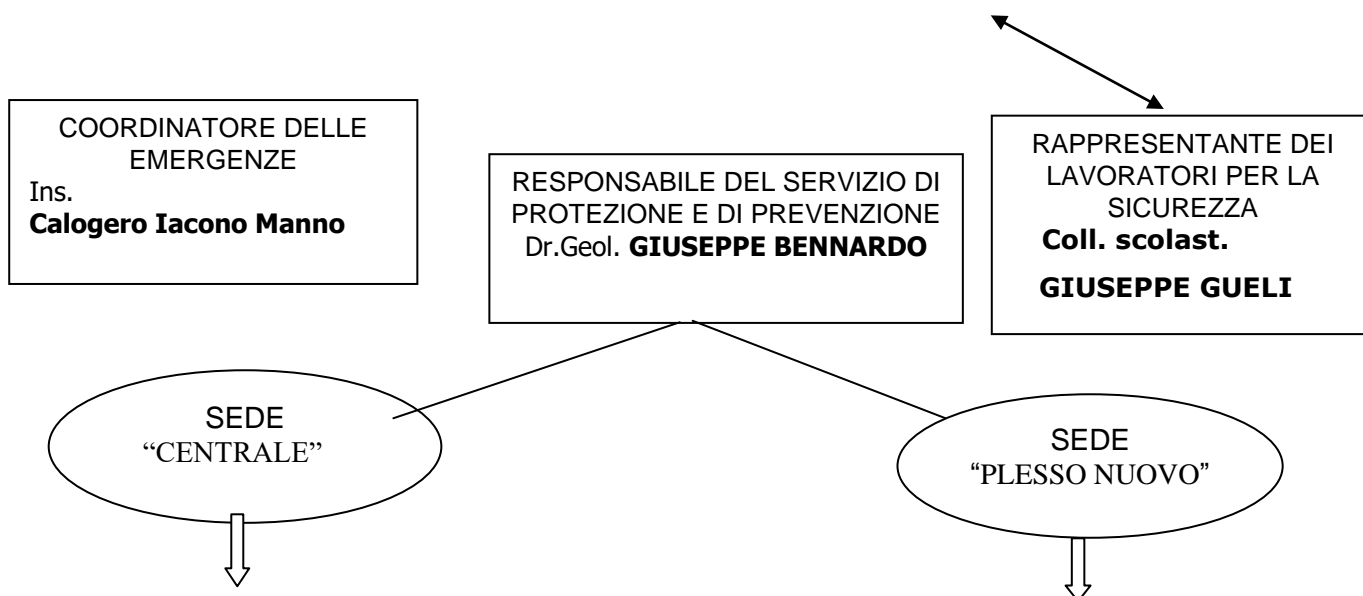 COORDINATORE DELLE
EMERGENZE
Ins.
Calogero Iacono Manno
RESPONSABILE DEL SERVIZIO DI
PROTEZIONE E DI PREVENZIONE
Dr.Geol. GIUSEPPE BENNARDO
RAPPRESENTANTE DEI
LAVORATORI PER LA
SICUREZZA
Coll. scolast.
GIUSEPPE GUELI
SEDE
“CENTRALE”
SEDE
“PLESSO NUOVO”